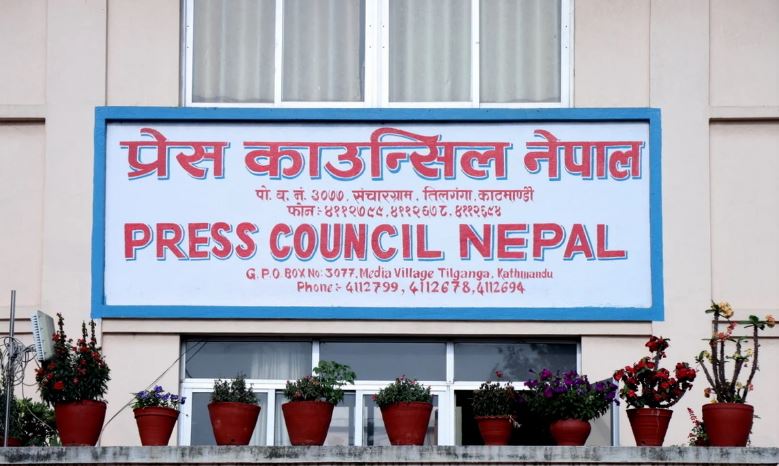 प्रेस काउन्सिल नेपाल
पो. ब. नं. ३०७७, संचारग्राम, तिलगंगा, काठमाण्डौ
फोन:- ४११२७९९, ४११२६७८, ४११२६९४
PRESS COUNCIL NEPAL
G.P.O. BOX No: 3077, Media Village Tilganga, Kathmandu
Phone:- 4112799, 4112678, 4112694